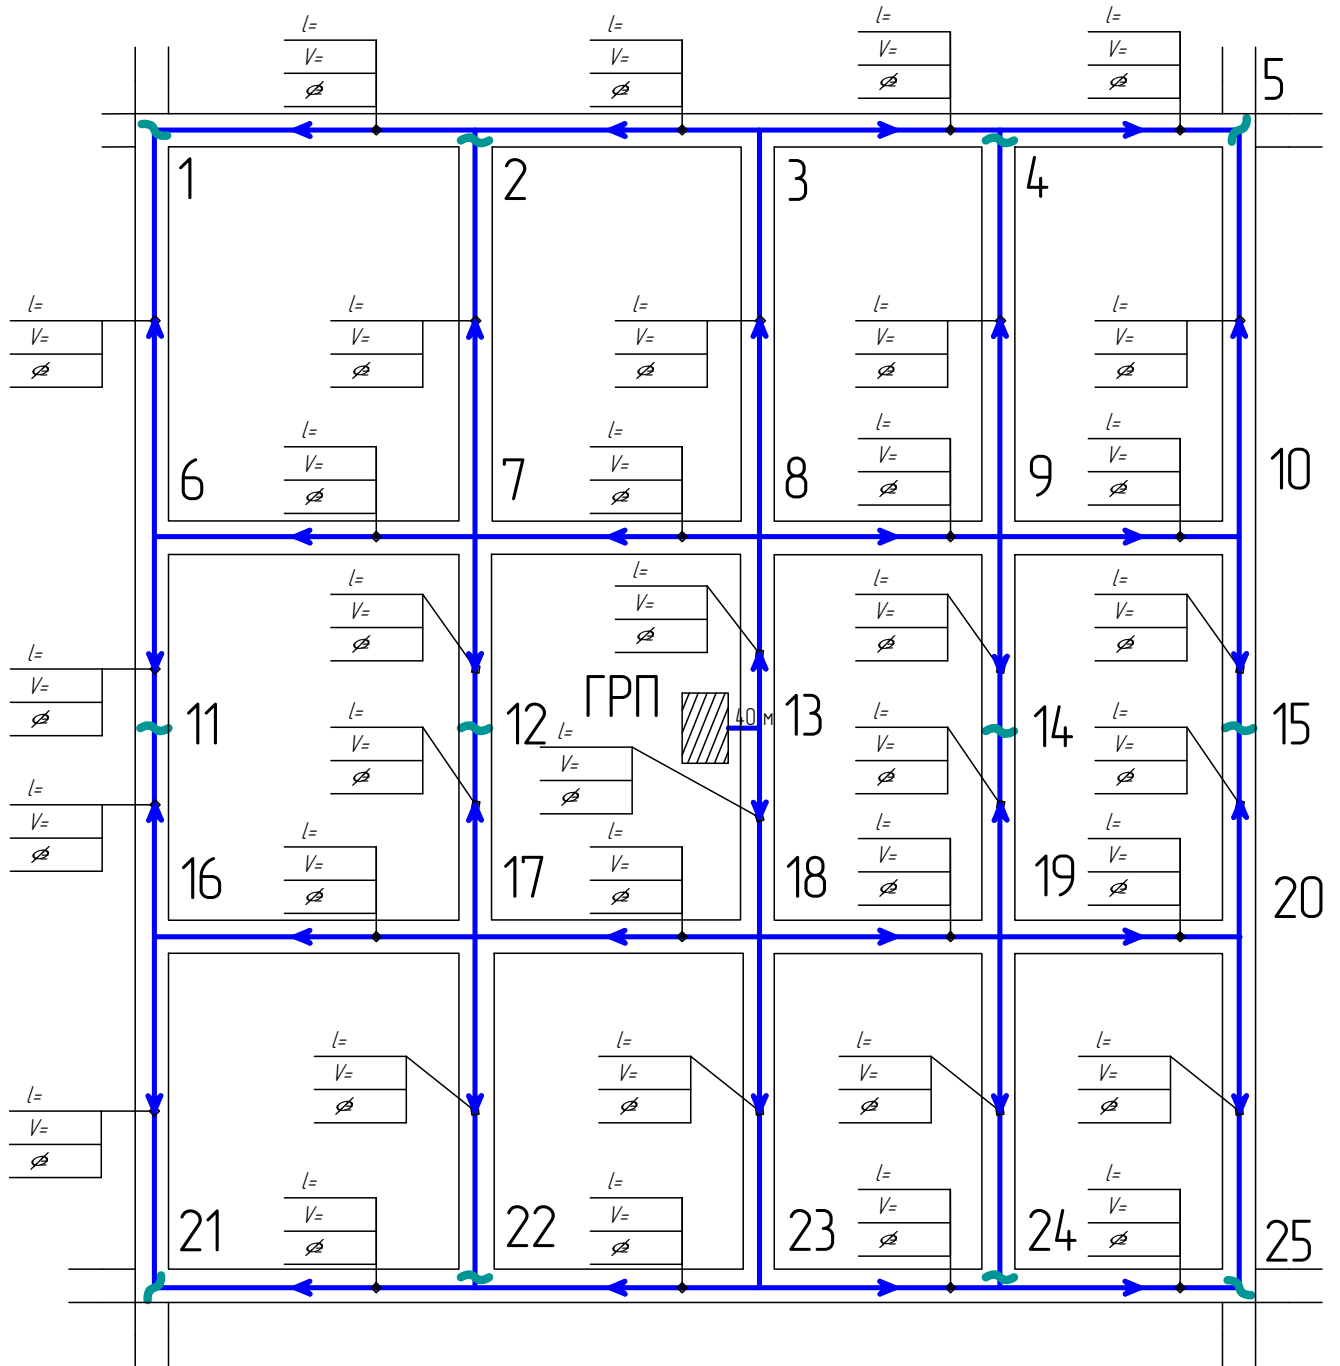 l= l= l= l=
V= V= V= V=
⌀ ⌀ ⌀ ⌀
5
1 2 3 4
l= l= l= l= l=
V= V= V= V= V=
⌀ ⌀ ⌀ ⌀ ⌀
l= l= l= l=
V= V= V= V=
⌀ ⌀ ⌀ ⌀
6 7 8 9 10
l= l= l= l=
V= V= V= V=
⌀ ⌀ ⌀ ⌀
l=
V=
⌀
ГРП
40 м
11 12 13 14 15
l= l= l= l=
V= V= V= V=
⌀ ⌀ ⌀ ⌀
l=
V=
⌀
l= l= l= l=
V= V= V= V=
⌀ ⌀ ⌀ ⌀
16 17 18 19 20
l= l= l= l=
V= V= V= V=
⌀ ⌀ ⌀ ⌀
l=
V=
⌀
l= l= l= l=
V= V= V= V=
⌀ ⌀ ⌀ ⌀
21 22 23 24 25